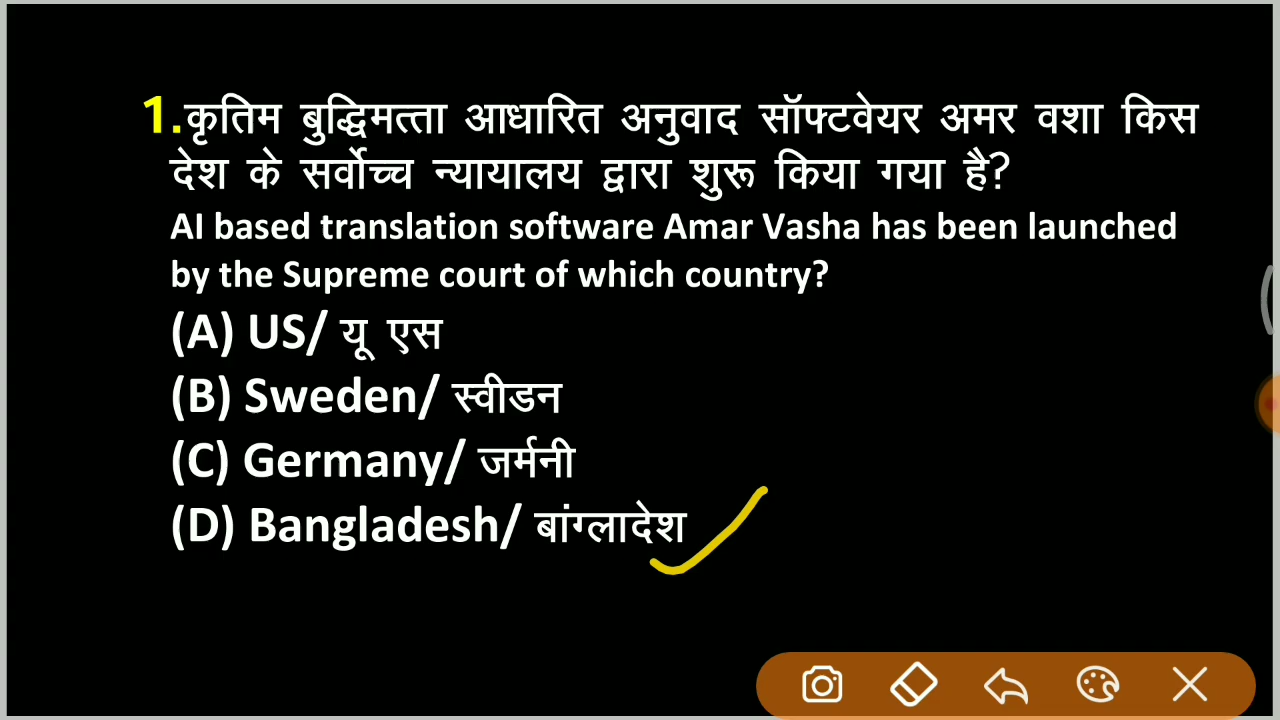 1.कृतिम बुद्धिमत्ता आधारित अनुवाद सॉफ्टवेयर अमर वशा किस
देश के सर्वोच्च न्यायालय द्वारा शुरू किया गया है?
AI based translation software Amar Vasha has been launched
by the Supreme court of which country?
(A) US/ यू एस
(B) Sweden/ स्वीडन
(C) Germany/ जर्मनी
(D) Bangladesh/ बांग्लादेश